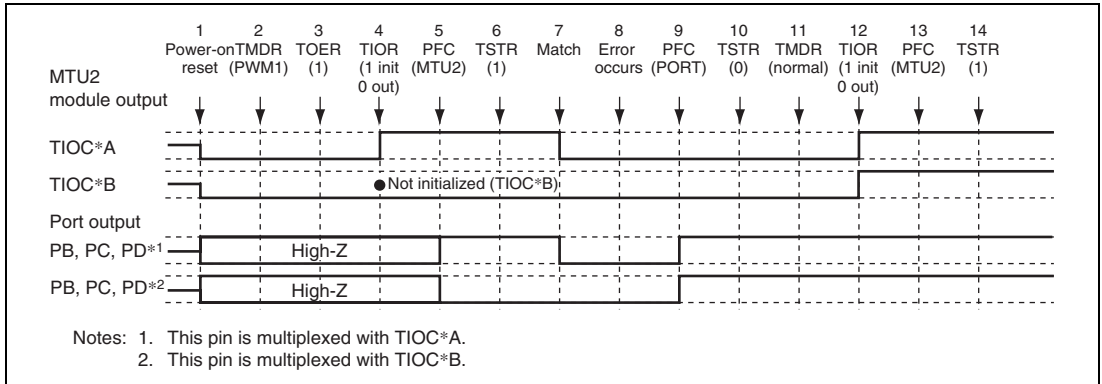 1 2 3 4 5 6 7 8 9 10 11 12 13 14
Power-on TMDR TOER TIOR PFC TSTR Match Error PFC TSTR TMDR TIOR PFC TSTR
reset (PWM1) (1) (1 init (MTU2) (1) occurs (PORT) (0) (normal) (1 init (MTU2) (1)
0 out) 0 out)
MTU2
module output
TIOC*A
TIOC*B
● Not initialized (TIOC*B)
Port output
PB, PC, PD*1
High-Z
PB, PC, PD*2
High-Z
Notes: 1. This pin is multiplexed with TIOC*A.
2. This pin is multiplexed with TIOC*B.